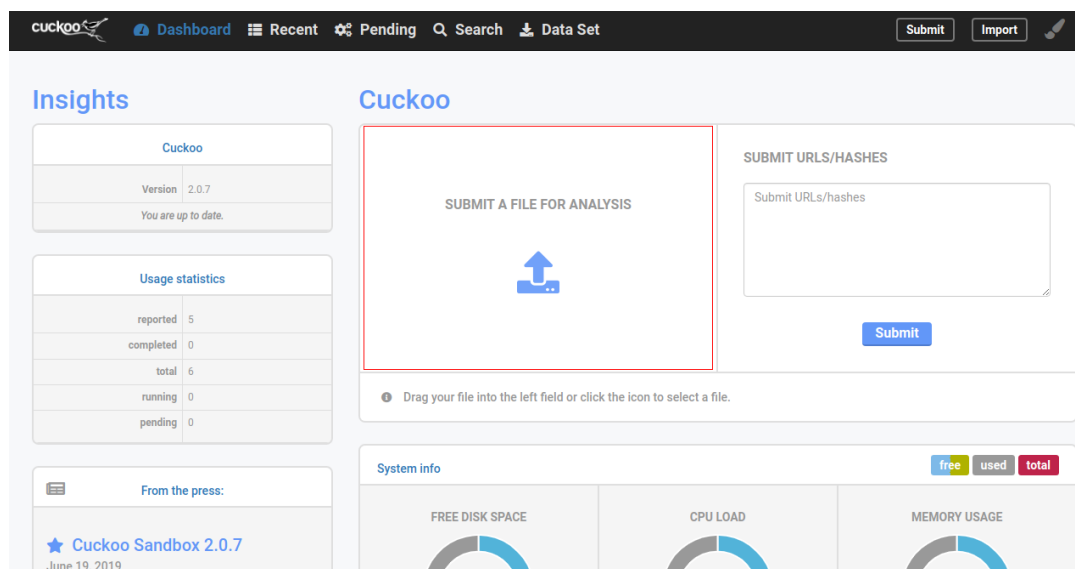 cuckoo Dashboard Recent Pending Search Data Set Submit Import
Insights
Cuckoo
Version 2.0.7
You are up to date.
Usage statistics
reported 5
completed 0
total 6
running 0
pending 0
From the press:
Cuckoo Sandbox 2.0.7
June 19, 2019
Cuckoo
SUBMIT A FILE FOR ANALYSIS
SUBMIT URLS/HASHES
Submit URLs/hashes
Submit
Drag your file into the left field or click the icon to select a file.
System info
free used total
FREE DISK SPACE
CPU LOAD
MEMORY USAGE